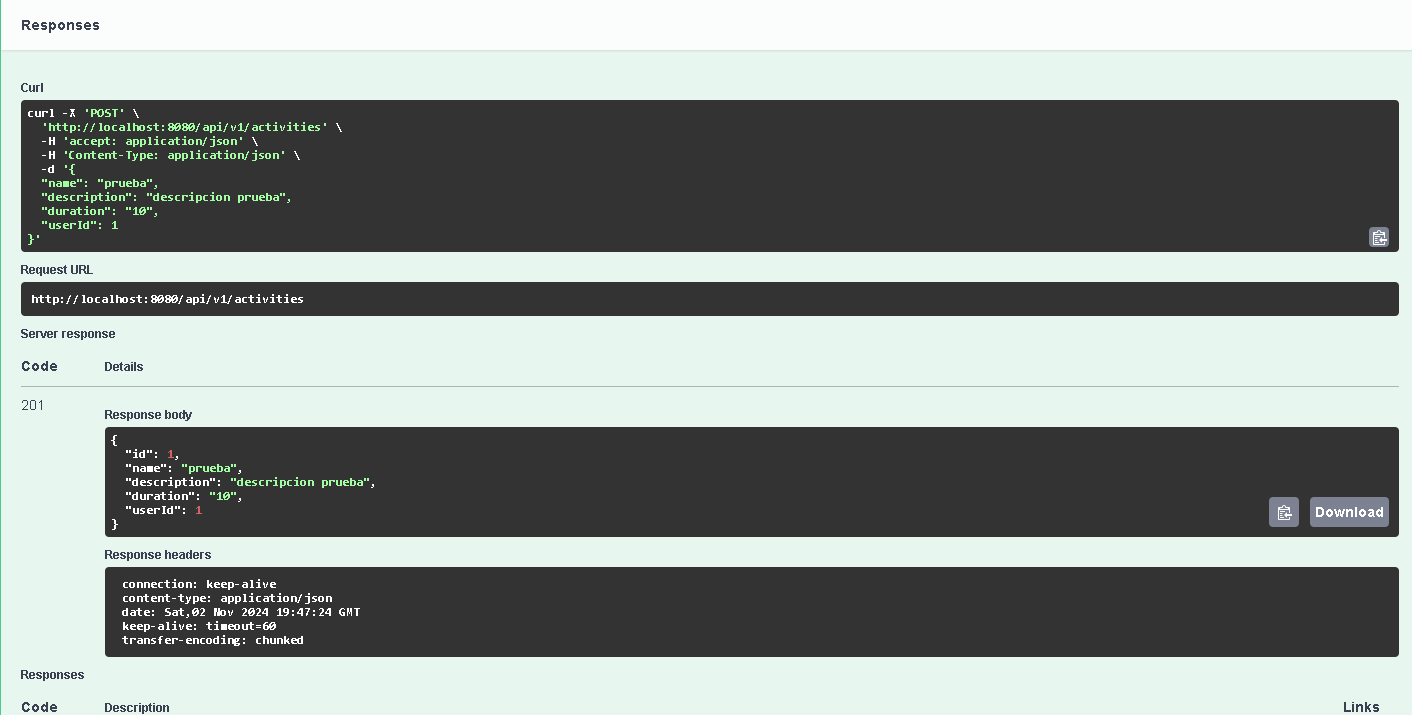 Responses
Curl
curl -X 'POST' \
  'http://localhost:8080/api/v1/activities' \
  -H 'accept: application/json' \
  -H 'Content-Type: application/json' \
  -d '{
  "name": "prueba",
  "description": "descripcion prueba",
  "duration": "10",
  "userId": 1
}'
Request URL
http://localhost:8080/api/v1/activities
Server response
Code Details
201
Response body
{
  "id": 1,
  "name": "prueba",
  "description": "descripcion prueba",
  "duration": "10",
  "userId": 1
}
Download
Response headers
connection: keep-alive
content-type: application/json
date: Sat,02 Nov 2024 19:47:24 GMT
keep-alive: timeout=60
transfer-encoding: chunked
Responses
Code Description Links